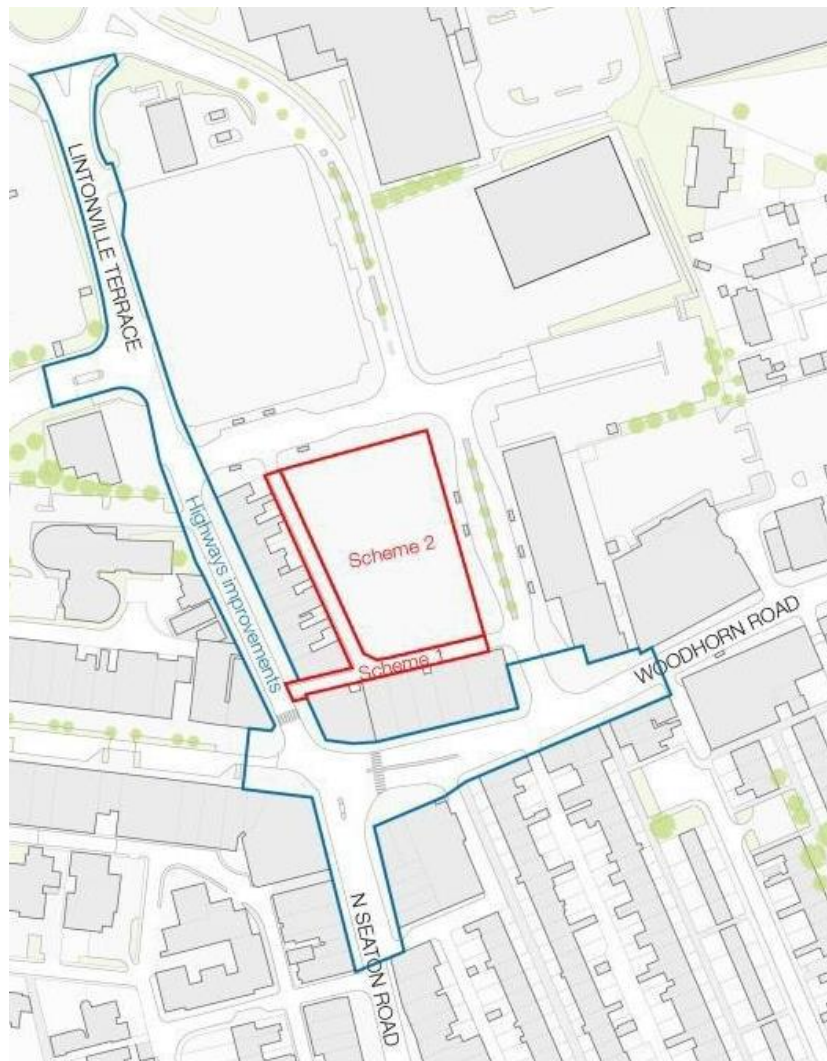 LINTONVILLE TERRACE
Highways improvements
Scheme 2
Scheme 1
WOODHORN ROAD
N SEATON ROAD